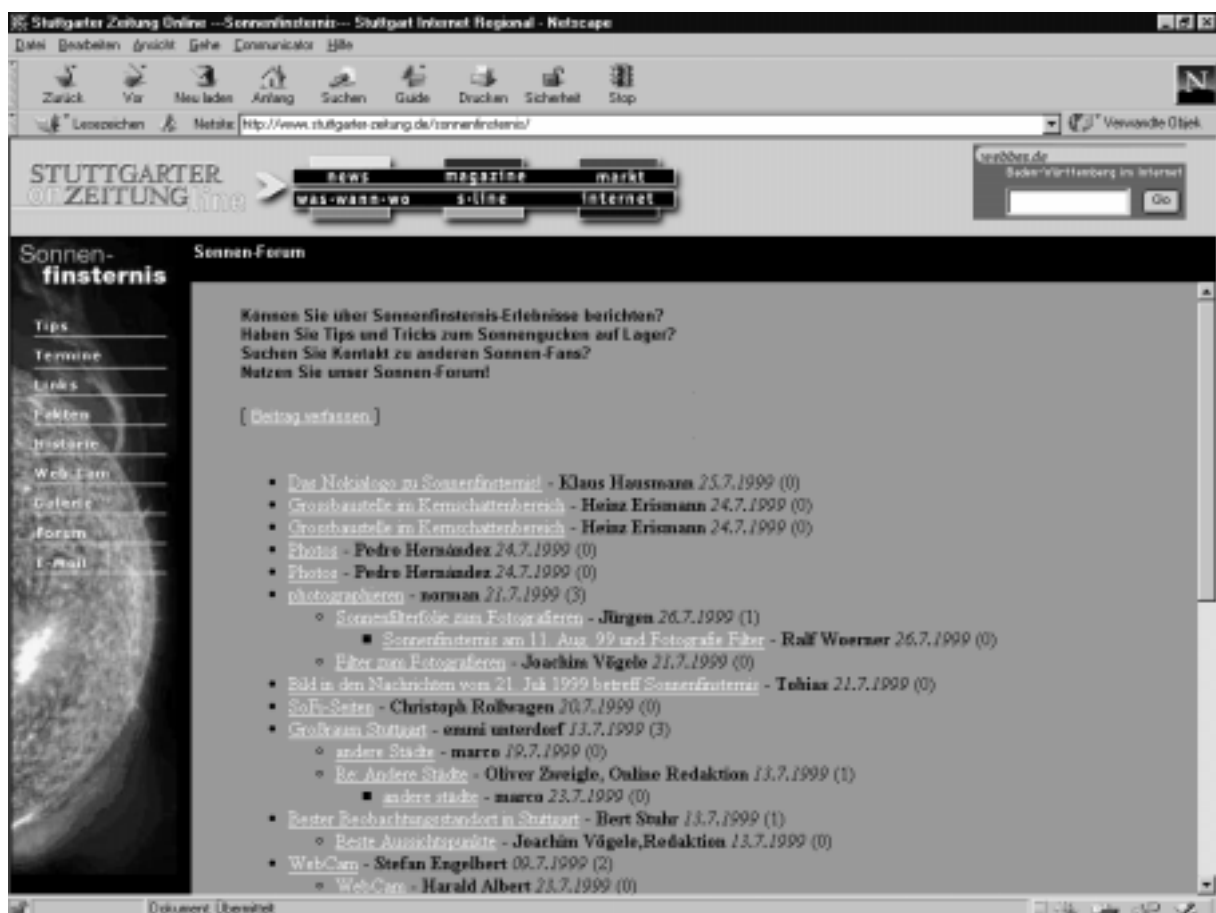 Stuttgarter Zeitung Online ---Sonnenfinsternis--- Stuttgart Internet Regional - Netscape
Datei Bearbeiten Ansicht Gehe Communicator Hilfe
Zurück Vor Neu laden Anfang Suchen Guide Drucken Sicherheit Stop
N
Lesezeichen Netsite: http://www.stuttgarter-zeitung.de/sonnenfinsternis/ Verwandte Objek
STUTTGARTER
on ZEITUNG line
news magazine markt
was-wann-wo s-line internet
webber.de
Baden-Württemberg im Internet
Go
Sonnen-
finsternis
Sonnen-Forum
Tips
Termine
Links
Fakten
Historie
Web-Cam
Galerie
Forum
E-Mail
Können Sie über Sonnenfinsternis-Erlebnisse berichten?
Haben Sie Tips und Tricks zum Sonnengucken auf Lager?
Suchen Sie Kontakt zu anderen Sonnen-Fans?
Nutzen Sie unser Sonnen-Forum!
[ Beitrag verfassen ]
Das Nokialogo zu Sonnenfinsternis! - Klaus Hausmann 25.7.1999 (0)
Grossbaustelle im Kernschattenbereich - Heinz Erismann 24.7.1999 (0)
Grossbaustelle im Kernschattenbereich - Heinz Erismann 24.7.1999 (0)
Photos - Pedro Hernández 24.7.1999 (0)
Photos - Pedro Hernández 24.7.1999 (0)
photographieren - norman 21.7.1999 (3)
Sonnenfilterfolie zum Fotografieren - Jürgen 26.7.1999 (1)
Sonnenfinsternis am 11. Aug. 99 und Fotografie Filter - Ralf Woerner 26.7.1999 (0)
Filter zum Fotografieren - Joachim Vögele 21.7.1999 (0)
Bild in den Nachrichten vom 21. Juli 1999 betreff Sonnenfinsternis - Tobias 21.7.1999 (0)
SoFi-Seiten - Christoph Rollwagen 20.7.1999 (0)
Großraum Stuttgart - emmi unterdorf 13.7.1999 (3)
andere Städte - marco 19.7.1999 (0)
Re: Andere Städte - Oliver Zweigle, Online Redaktion 13.7.1999 (1)
andere städte - marco 23.7.1999 (0)
Bester Beobachtungsstandort in Stuttgart - Bert Stuhr 13.7.1999 (1)
Beste Aussichtspunkte - Joachim Vögele,Redaktion 13.7.1999 (0)
WebCam - Stefan Engelbert 09.7.1999 (2)
WebCam - Harald Albert 23.7.1999 (0)
Dokument: Übermittelt